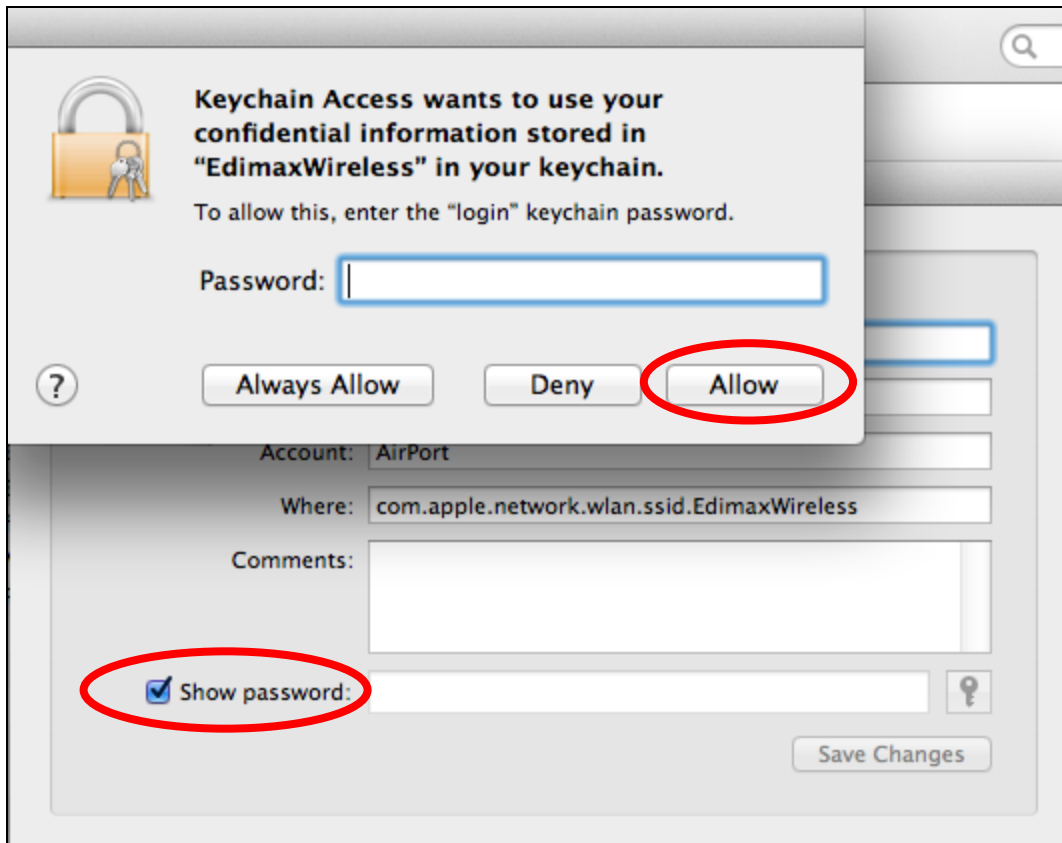 Keychain Access wants to use your
confidential information stored in
“EdimaxWireless” in your keychain.
To allow this, enter the “login” keychain password.
Password:
?
Always Allow
Deny
Allow
Account: AirPort
Where: com.apple.network.wlan.ssid.EdimaxWireless
Comments:
Show password:
Save Changes